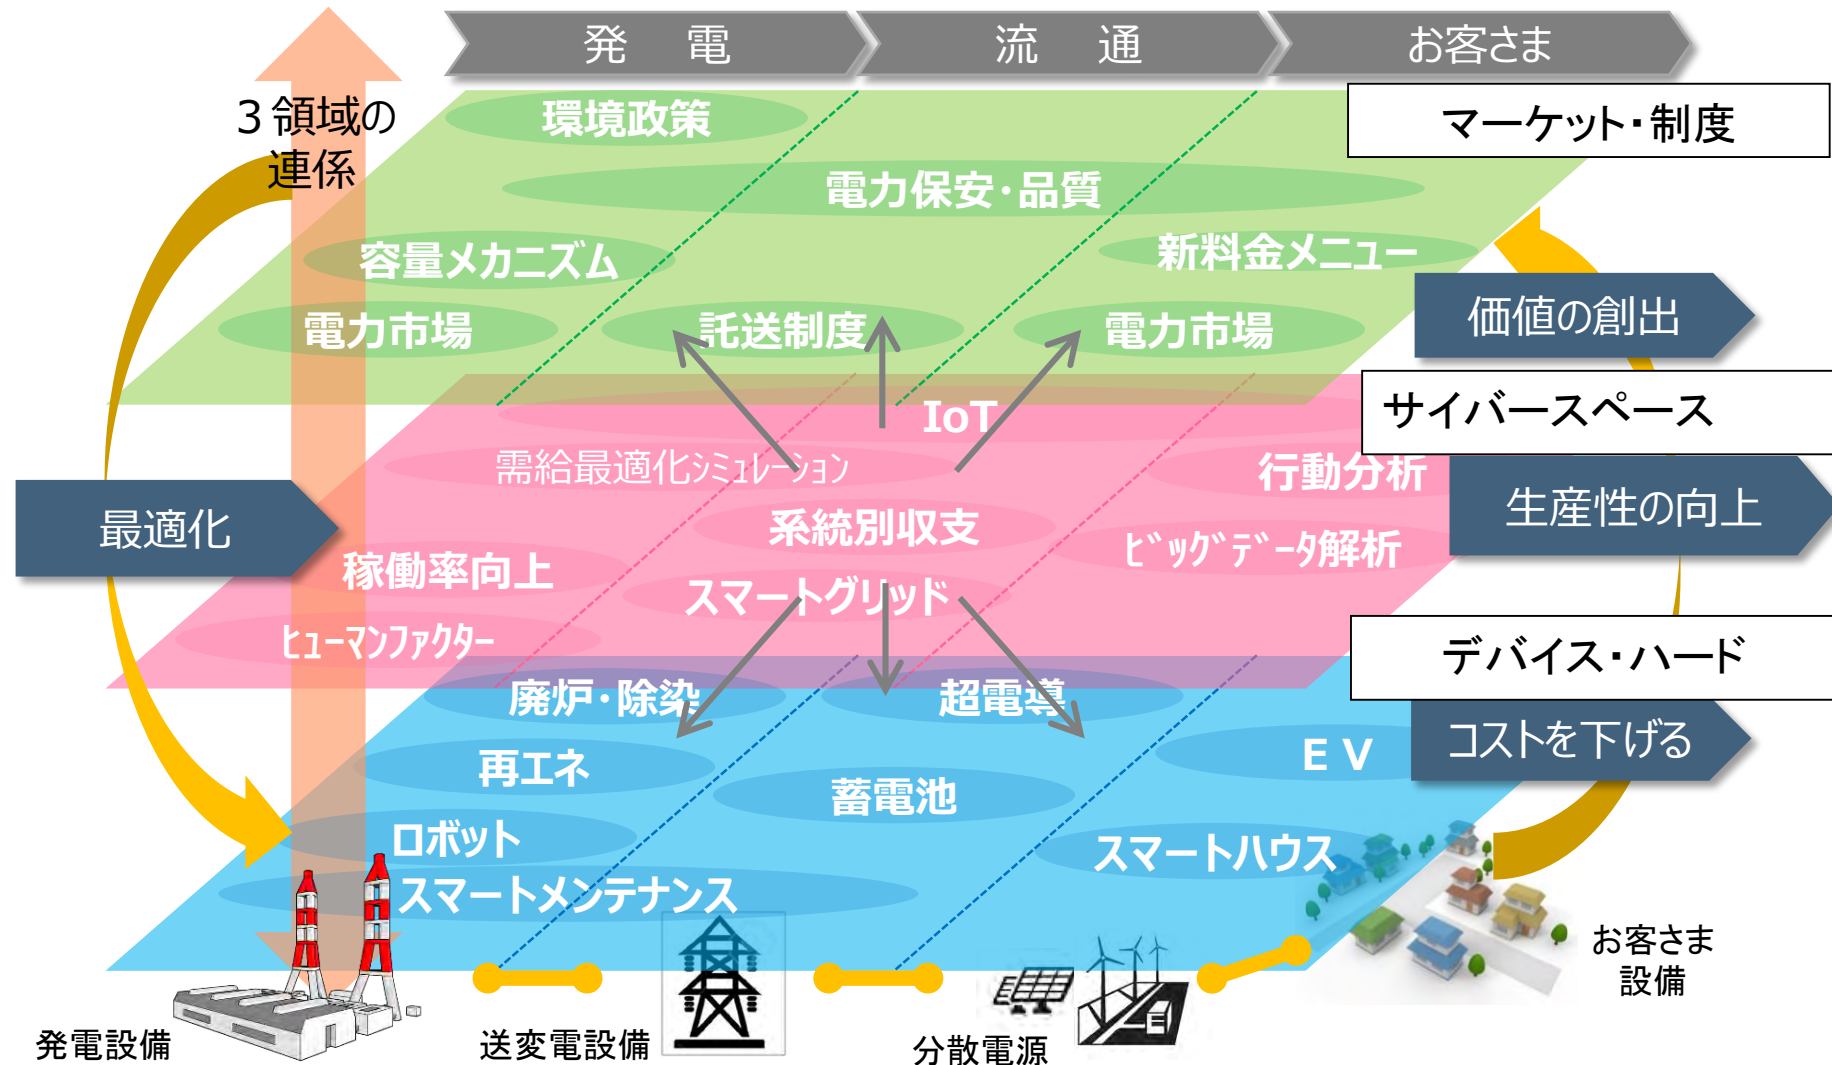 発　電
流　通
お客さま
3領域の
連係
環境政策
マーケット・制度
電力保安・品質
容量メカニズム
新料金メニュー
電力市場
託送制度
電力市場
価値の創出
IoT
サイバースペース
需給最適化ｼﾐｭﾚｰｼｮﾝ
行動分析
最適化
系統別収支
生産性の向上
稼働率向上
ﾋﾞｯｸﾞﾃﾞｰﾀ解析
スマートグリッド
ﾋｭｰﾏﾝﾌｧｸﾀｰ
デバイス・ハード
廃炉・除染
超電導
コストを下げる
再エネ
ＥＶ
蓄電池
ロボット
スマートハウス
スマートメンテナンス
お客さま
設備
発電設備
送変電設備
分散電源